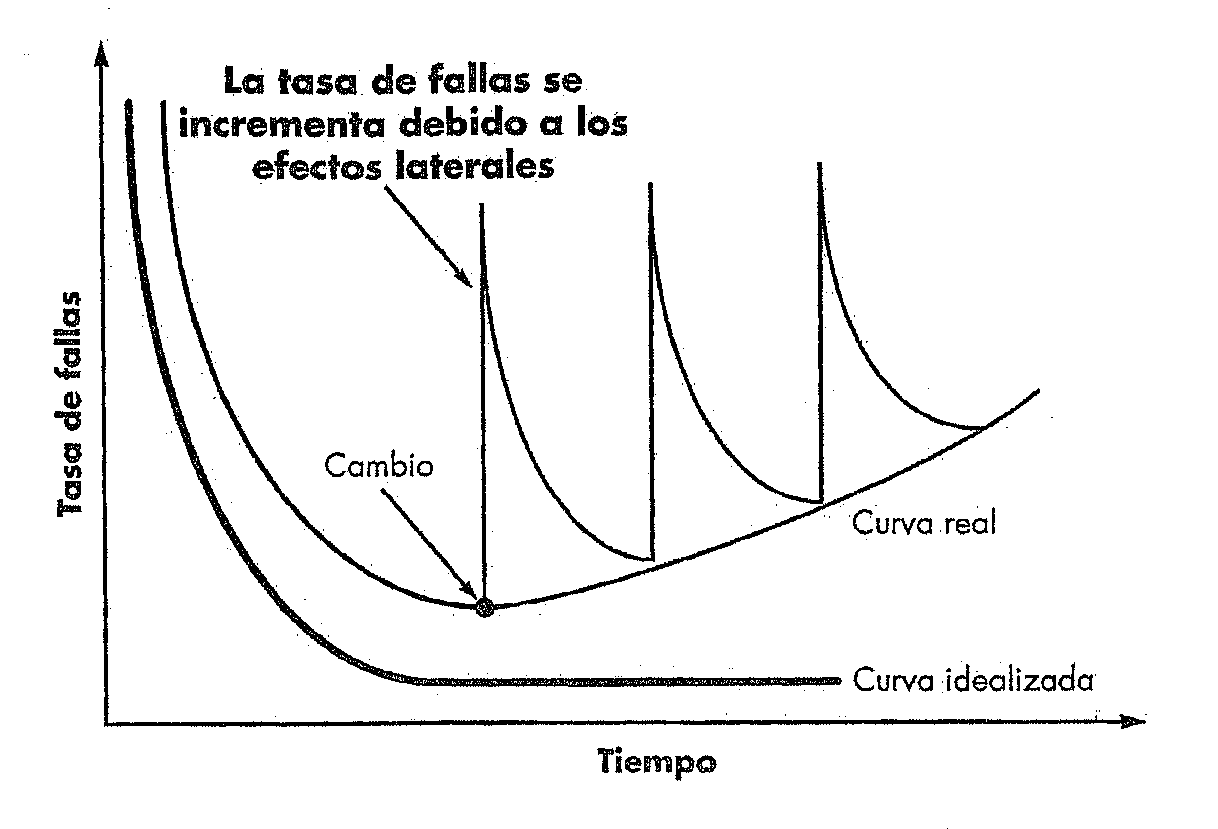 La tasa de fallas se
incrementa debido a los
efectos laterales
Tasa de fallas
Cambio
Curva real
Curva idealizada
Tiempo